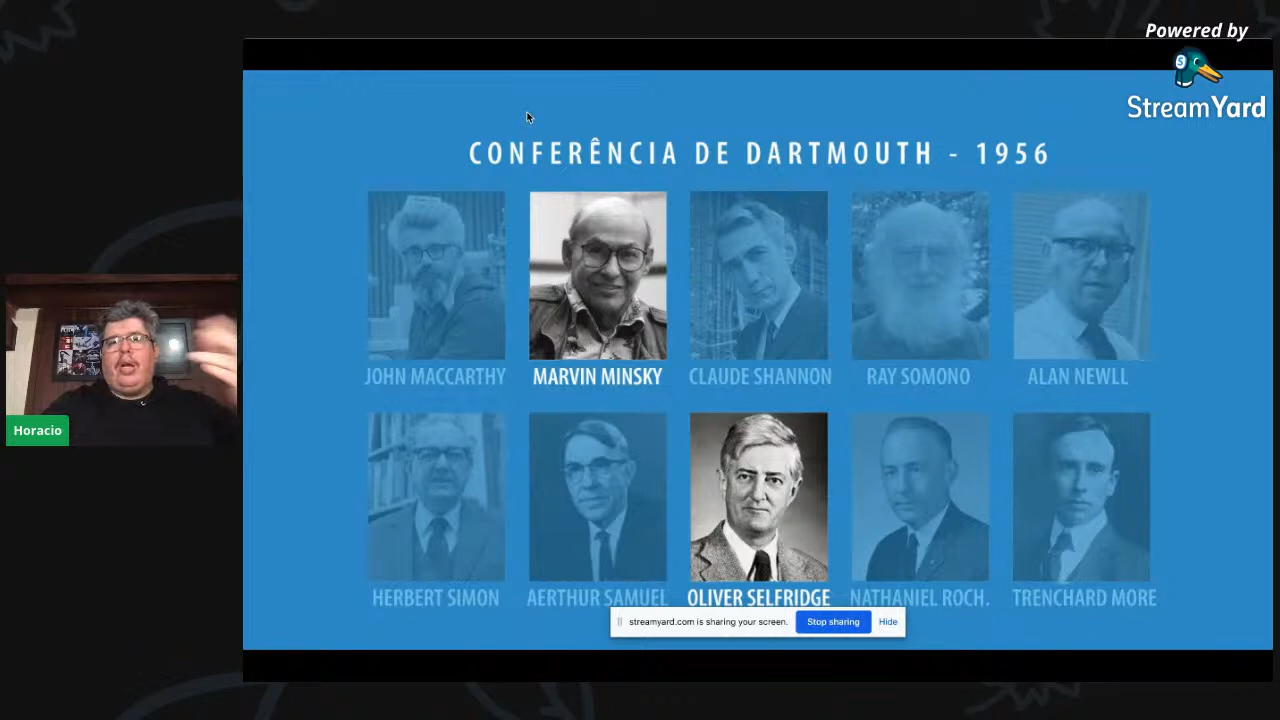 Powered by
StreamYard
CONFERÊNCIA DE DARTMOUTH - 1956
JOHN MACCARTHY
MARVIN MINSKY
CLAUDE SHANNON
RAY SOMONO
ALAN NEWLL
HERBERT SIMON
AERTHUR SAMUEL
OLIVER SELFRIDGE
NATHANIEL ROCH.
TRENCHARD MORE
streamyard.com is sharing your screen.
Stop sharing
Hide
Horacio